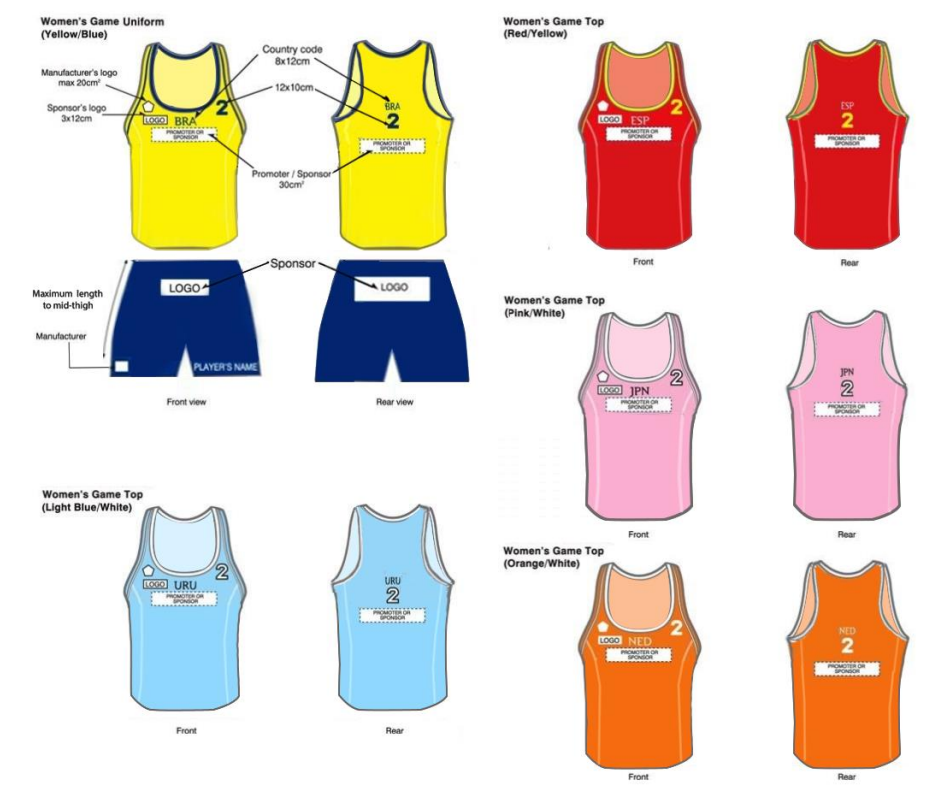 Women's Game Uniform
(Yellow/Blue)
Manufacturer's logo
max 20cm²
Sponsor's logo
3x12cm
Country code
8x12cm
12x10cm
Promoter / Sponsor
30cm²
2
LOGO BRA
PROMOTER OR
SPONSOR
BRA
2
PROMOTER OR
SPONSOR
Sponsor
LOGO
LOGO
Maximum length
to mid-thigh
Manufacturer
PLAYER'S NAME
Front view
Rear view
Women's Game Top
(Light Blue/White)
2
LOGO URU
PROMOTER OR
SPONSOR
URU
2
PROMOTER OR
SPONSOR
Front
Rear
Women's Game Top
(Red/Yellow)
2
LOGO ESP
PROMOTER OR
SPONSOR
ESP
2
PROMOTER OR
SPONSOR
Front
Rear
Women's Game Top
(Pink/White)
2
LOGO JPN
PROMOTER OR
SPONSOR
JPN
2
PROMOTER OR
SPONSOR
Front
Rear
Women's Game Top
(Orange/White)
2
LOGO NED
PROMOTER OR
SPONSOR
NED
2
PROMOTER OR
SPONSOR
Front
Rear